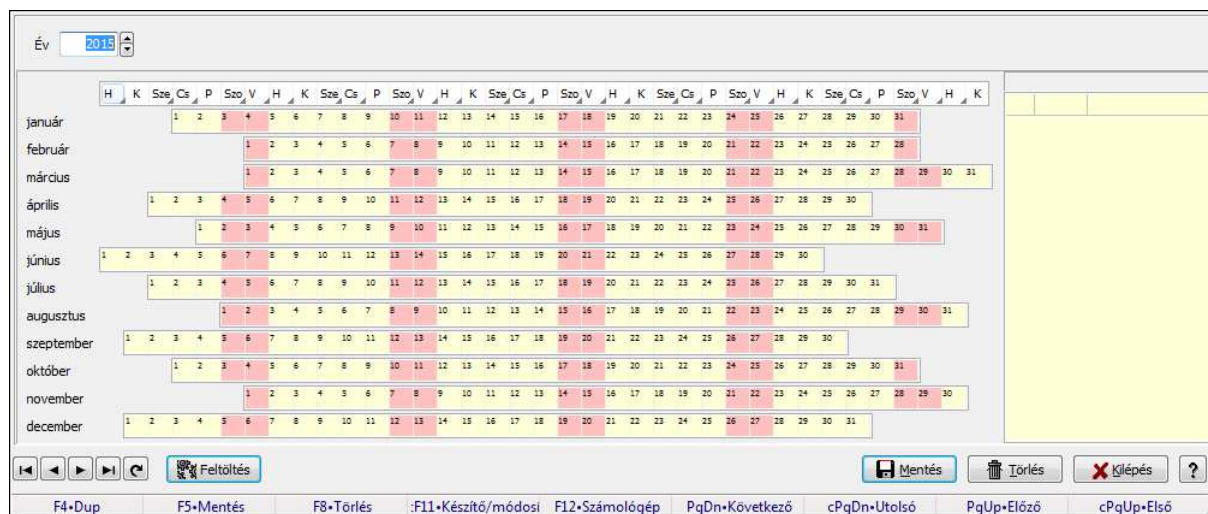 Év 2015
H K Sze Cs P Szo V H K Sze Cs P Szo V H K Sze Cs P Szo V H K Sze Cs P Szo V H K Sze Cs P Szo V H K
január 1 2 3 4 5 6 7 8 9 10 11 12 13 14 15 16 17 18 19 20 21 22 23 24 25 26 27 28 29 30 31
február 1 2 3 4 5 6 7 8 9 10 11 12 13 14 15 16 17 18 19 20 21 22 23 24 25 26 27 28
március 1 2 3 4 5 6 7 8 9 10 11 12 13 14 15 16 17 18 19 20 21 22 23 24 25 26 27 28 29 30 31
április 1 2 3 4 5 6 7 8 9 10 11 12 13 14 15 16 17 18 19 20 21 22 23 24 25 26 27 28 29 30
május 1 2 3 4 5 6 7 8 9 10 11 12 13 14 15 16 17 18 19 20 21 22 23 24 25 26 27 28 29 30 31
június 1 2 3 4 5 6 7 8 9 10 11 12 13 14 15 16 17 18 19 20 21 22 23 24 25 26 27 28 29 30
július 1 2 3 4 5 6 7 8 9 10 11 12 13 14 15 16 17 18 19 20 21 22 23 24 25 26 27 28 29 30 31
augusztus 1 2 3 4 5 6 7 8 9 10 11 12 13 14 15 16 17 18 19 20 21 22 23 24 25 26 27 28 29 30 31
szeptember 1 2 3 4 5 6 7 8 9 10 11 12 13 14 15 16 17 18 19 20 21 22 23 24 25 26 27 28 29 30
október 1 2 3 4 5 6 7 8 9 10 11 12 13 14 15 16 17 18 19 20 21 22 23 24 25 26 27 28 29 30 31
november 1 2 3 4 5 6 7 8 9 10 11 12 13 14 15 16 17 18 19 20 21 22 23 24 25 26 27 28 29 30
december 1 2 3 4 5 6 7 8 9 10 11 12 13 14 15 16 17 18 19 20 21 22 23 24 25 26 27 28 29 30 31
Feltöltés Mentés Törlés Kilépés ?
F4•Dup F5•Mentés F8•Törlés :F11•Készítő/módosí F12•Számológép PgDn•Következő cPgDn•Utolsó PgUp•Előző cPgUp•Első